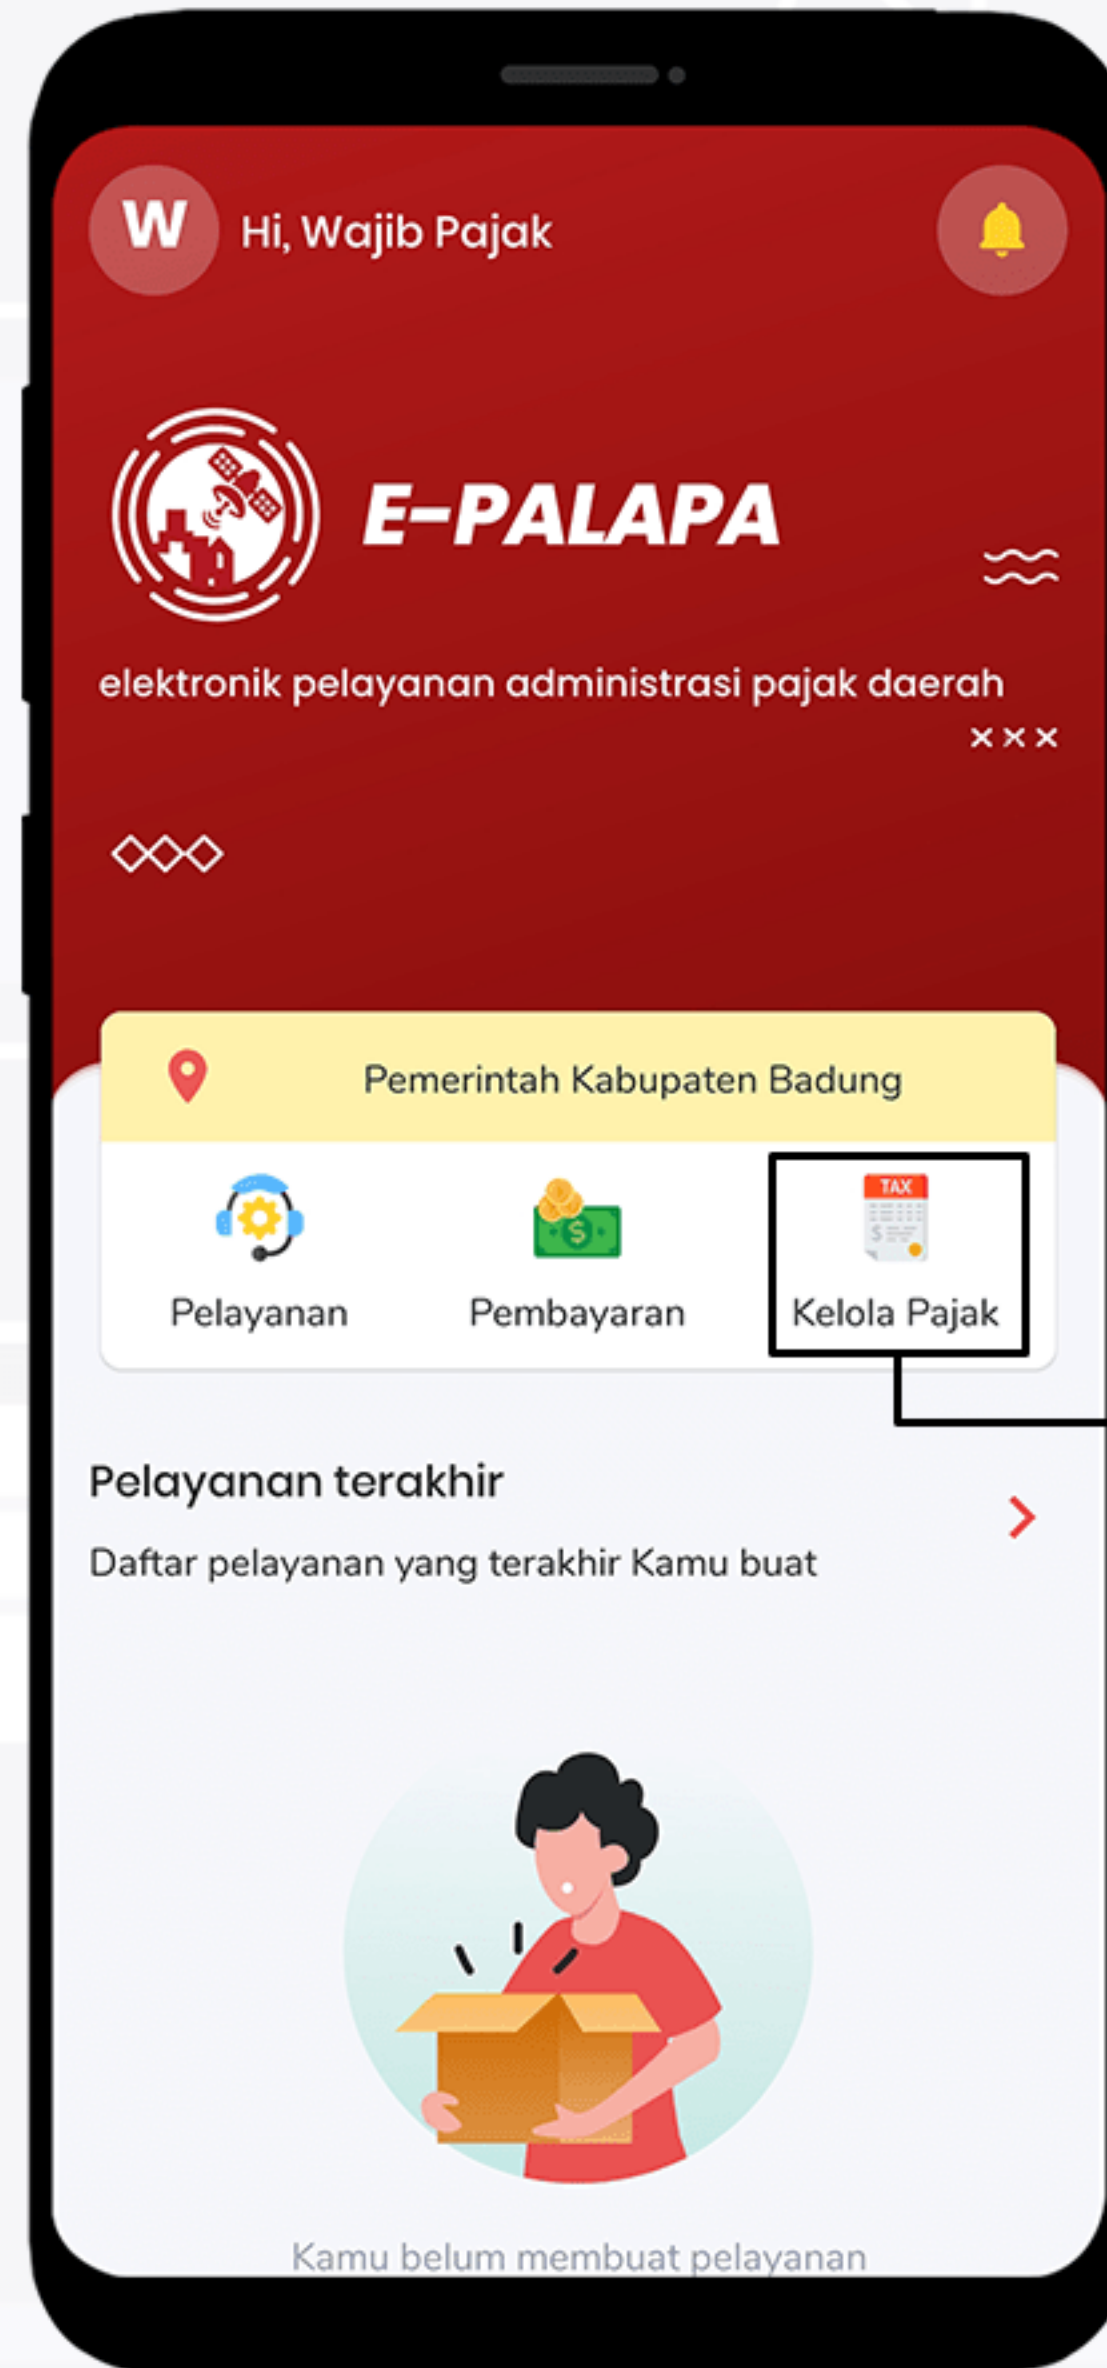 W
Hi, Wajib Pajak
E-PALAPA
elektronik pelayanan administrasi pajak daerah
Pemerintah Kabupaten Badung
TAX
Pelayanan
Pembayaran
Kelola Pajak
Pelayanan terakhir
Daftar pelayanan yang terakhir Kamu buat
Kamu belum membuat pelayanan